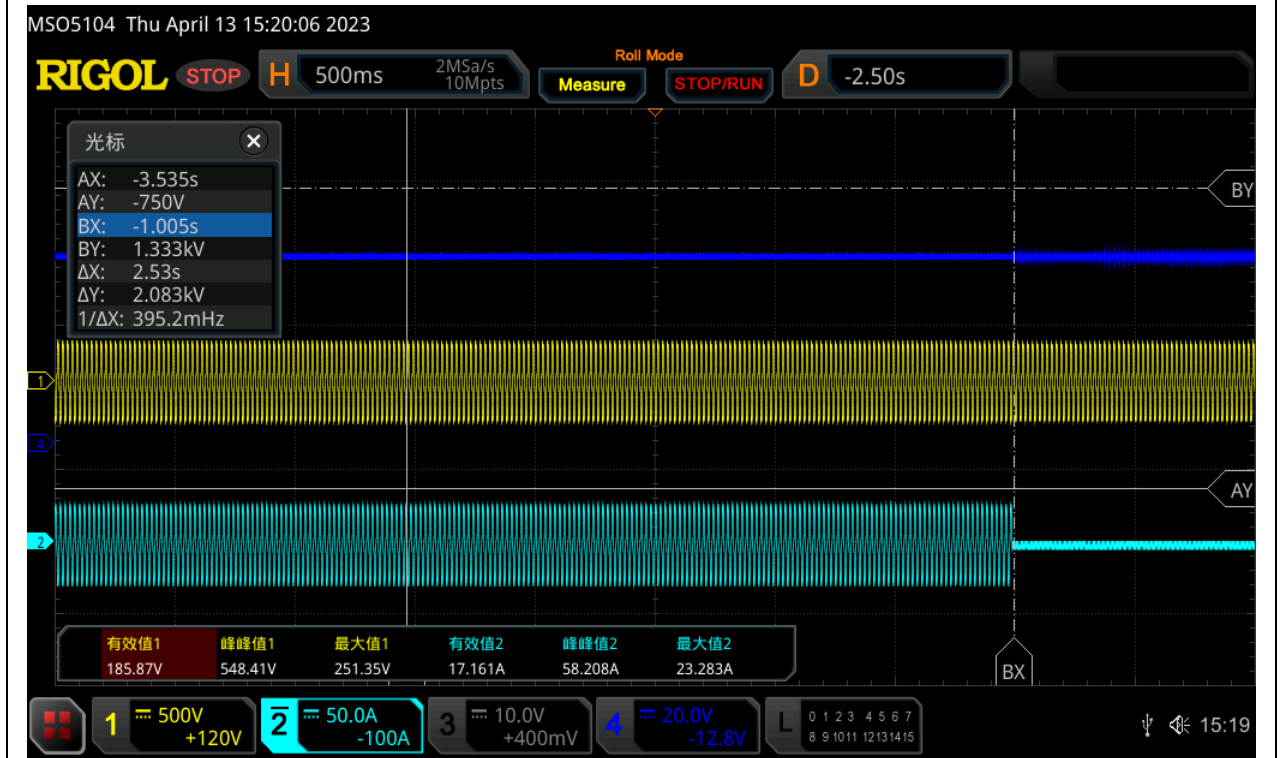 MSO5104 Thu April 13 15:20:06 2023
RIGOL STOP H 500ms 2MSa/s 10Mpts Roll Mode Measure STOP/RUN D -2.50s
光标
AX: -3.535s
AY: -750V
BX: -1.005s
BY: 1.333kV
ΔX: 2.53s
ΔY: 2.083kV
1/ΔX: 395.2mHz
BY
1
4
AY
2
有效值1 峰峰值1 最大值1 有效值2 峰峰值2 最大值2
185.87V 548.41V 251.35V 17.161A 58.208A 23.283A
BX
1 500V +120V 2 50.0A -100A 3 10.0V +400mV 4 20.0V -12.8V L 0 1 2 3 4 5 6 7
8 9 10 11 12 13 14 15
15:19